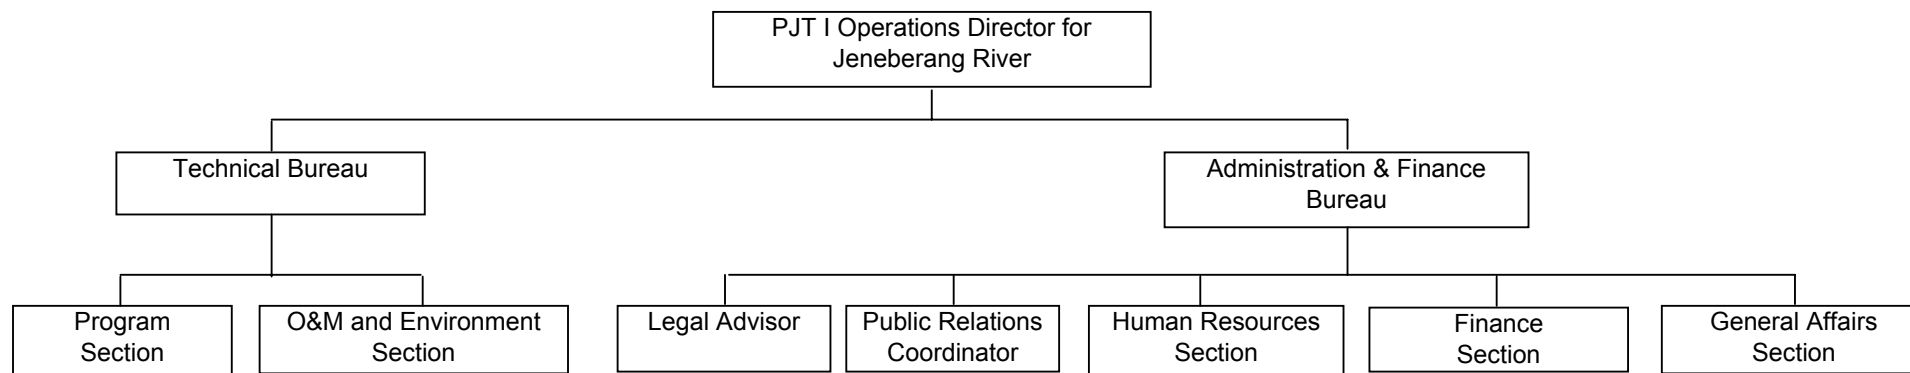 PJT I Operations Director for
Jeneberang River
Technical Bureau
Administration & Finance
Bureau
Program
Section
O&M and Environment
Section
Legal Advisor
Public Relations
Coordinator
Human Resources
Section
Finance
Section
General Affairs
Section